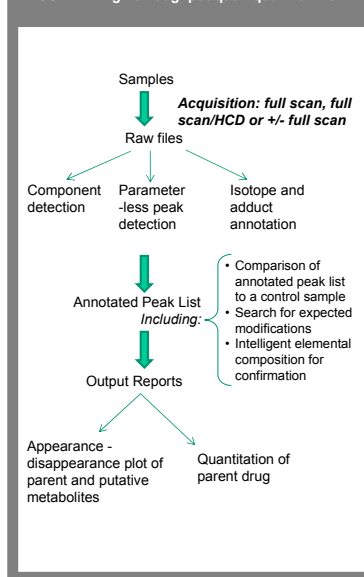 Samples
Acquisition: full scan, full
scan/HCD or +/- full scan
Raw files
Component
detection
Parameter
-less peak
detection
Isotope and
adduct
annotation
Annotated Peak List
Including:
• Comparison of
annotated peak list
to a control sample
• Search for expected
modifications
• Intelligent elemental
composition for
confirmation
Output Reports
Appearance -
disappearance plot of
parent and putative
metabolites
Quantitation of
parent drug